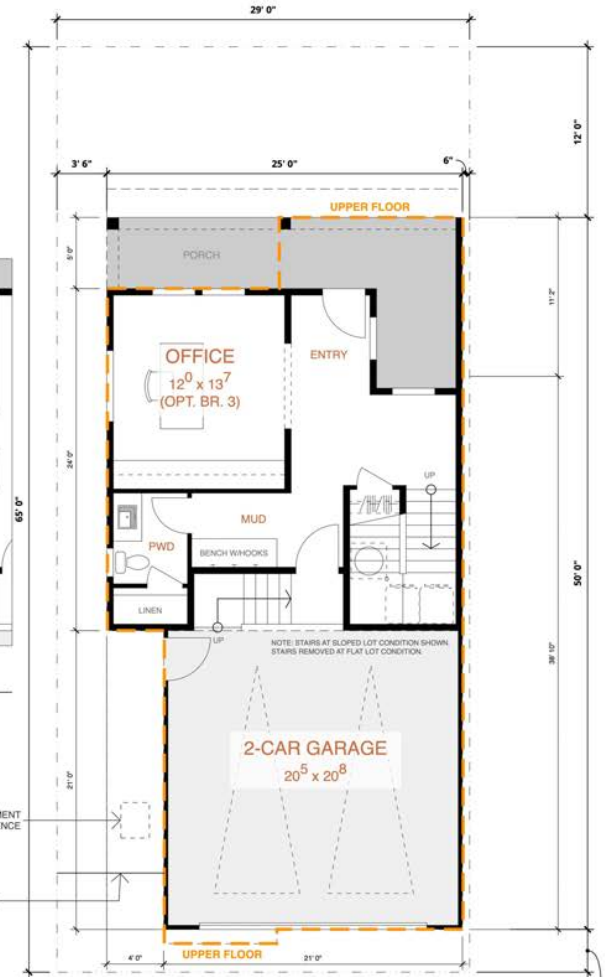 29' 0"
12' 0"
3' 6"
25' 0"
6"
UPPER FLOOR
5' 0"
PORCH
11' 2"
OFFICE
12⁰ x 13⁷
(OPT. BR. 3)
ENTRY
24' 0"
65' 0"
UP
MUD
PWD
BENCH W/HOOKS
50' 0"
LINEN
UP
NOTE: STAIRS AT SLOPED LOT CONDITION SHOWN.
STAIRS REMOVED AT FLAT LOT CONDITION.
38' 10"
2-CAR GARAGE
20⁵ x 20⁸
21' 0"
MENT
ENCE
4' 0"
UPPER FLOOR
21' 0"